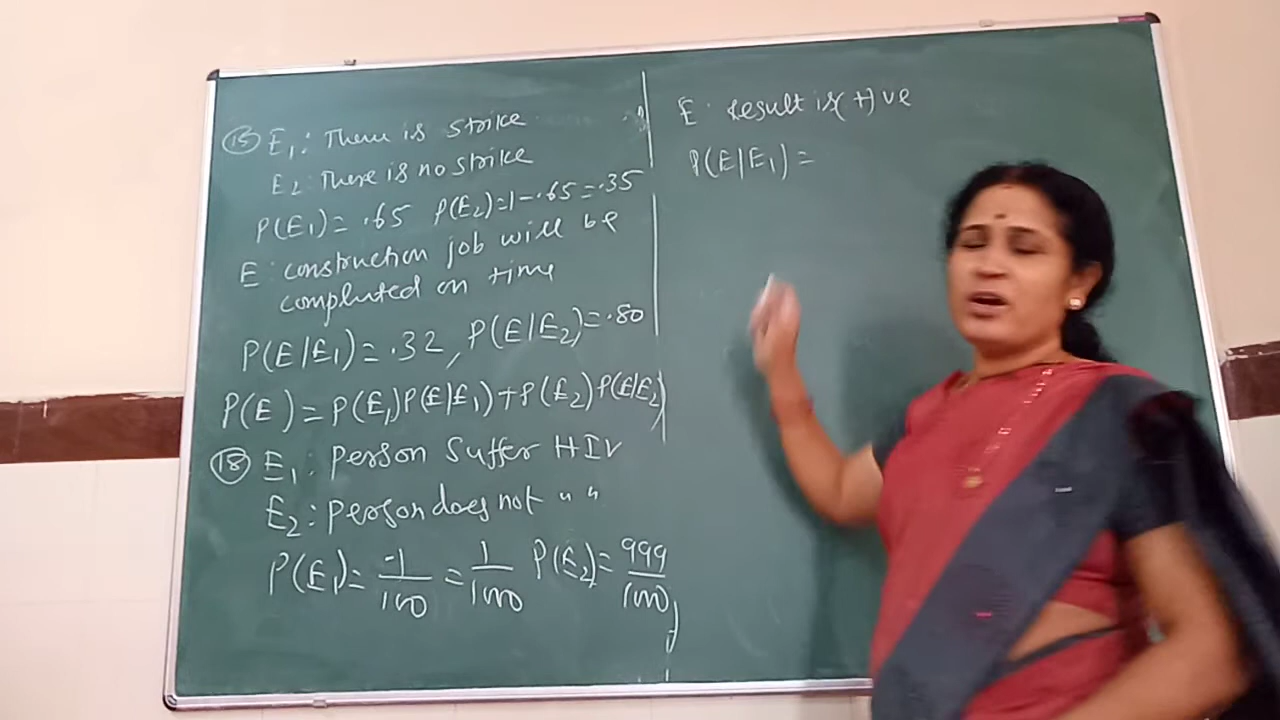 15 E₁: There is strike
E₂: There is no strike
P(E₁) = .65 P(E₂) = 1 - .65 = .35
E: construction job will be
completed on time
P(E|E₁) = .32, P(E|E₂) = .80
P(E) = P(E₁)P(E|E₁) + P(E₂)P(E|E₂)
18 E₁: person suffer HIV
E₂: person does not " "
P(E₁) = .1/100 = 1/1000 P(E₂) = 999/1000
E: result is (+)ve
P(E|E₁) =